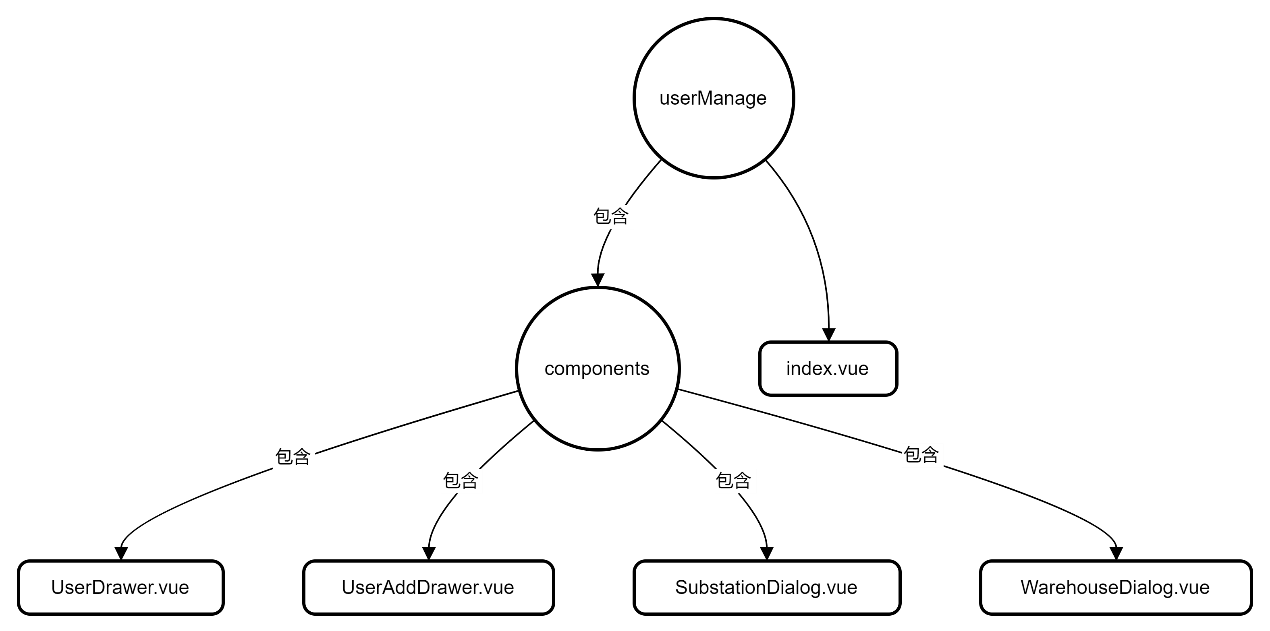 userManage
包含
components
index.vue
包含
包含
包含
包含
UserDrawer.vue
UserAddDrawer.vue
SubstationDialog.vue
WarehouseDialog.vue